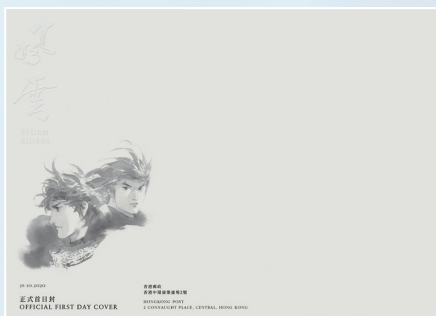 風雲
STORM
RIDERS
正式首日封
OFFICIAL FIRST DAY COVER
香港郵政
香港中環康樂廣場2號
HONGKONG POST
2 CONNAUGHT PLACE, CENTRAL, HONG KONG